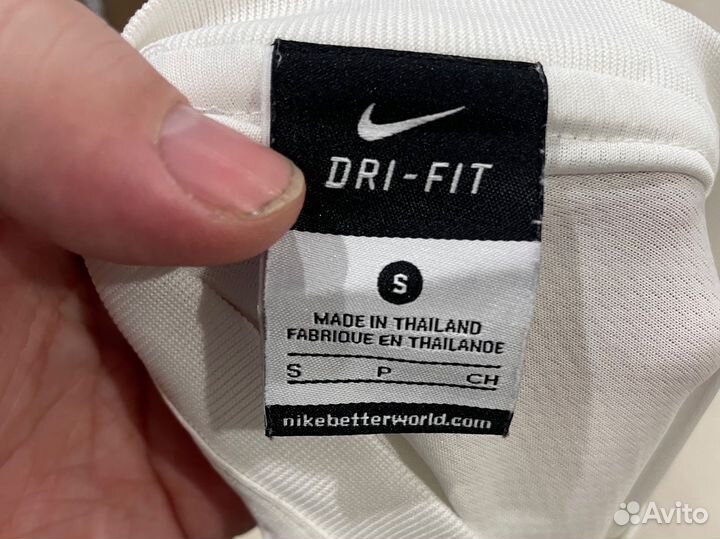 DRI-FIT
S
MADE IN THAILAND
FABRIQUE EN THAILANDE
S P CH
nikebetterworld.com
Avito